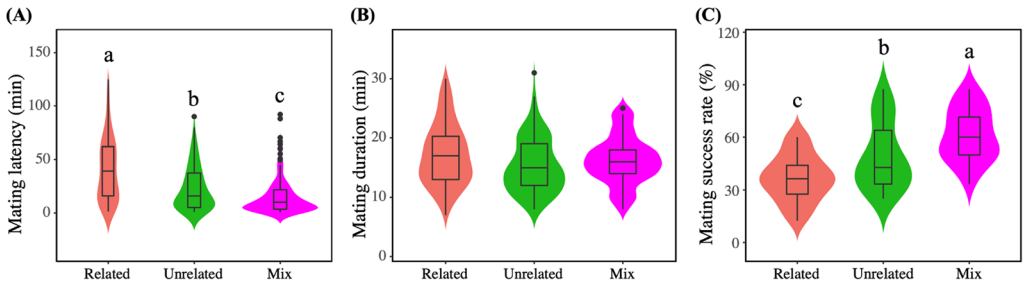 (A)
Mating latency (min)
150
100
50
0
a
b
c
Related
Unrelated
Mix
(B)
Mating duration (min)
30
20
10
0
Related
Unrelated
Mix
(C)
Mating success rate (%)
120
90
60
30
0
c
b
a
Related
Unrelated
Mix